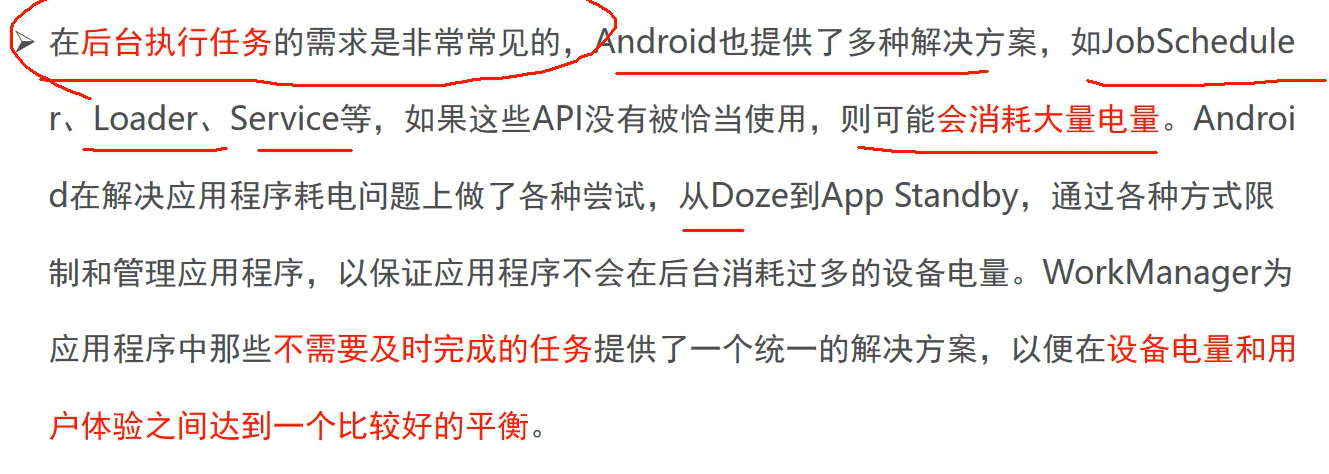 ➢ 在后台执行任务的需求是非常常见的，Android也提供了多种解决方案，如JobSchedule
r、Loader、Service等，如果这些API没有被恰当使用，则可能会消耗大量电量。Androi
d在解决应用程序耗电问题上做了各种尝试，从Doze到App Standby，通过各种方式限
制和管理应用程序，以保证应用程序不会在后台消耗过多的设备电量。WorkManager为
应用程序中那些不需要及时完成的任务提供了一个统一的解决方案，以便在设备电量和用
户体验之间达到一个比较好的平衡。